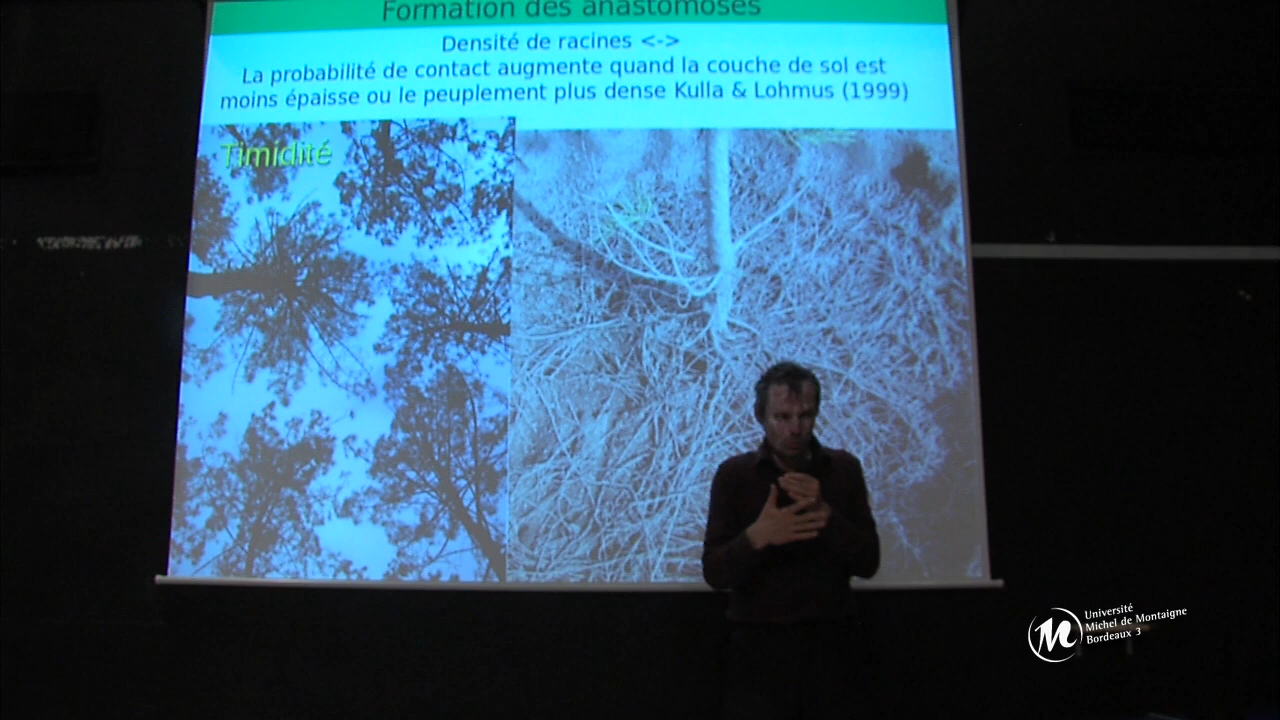 Formation des anastomoses
Densité de racines <->
La probabilité de contact augmente quand la couche de sol est
moins épaisse ou le peuplement plus dense Kulla & Lohmus (1999)
Timidité
Université
Michel de Montaigne
Bordeaux 3